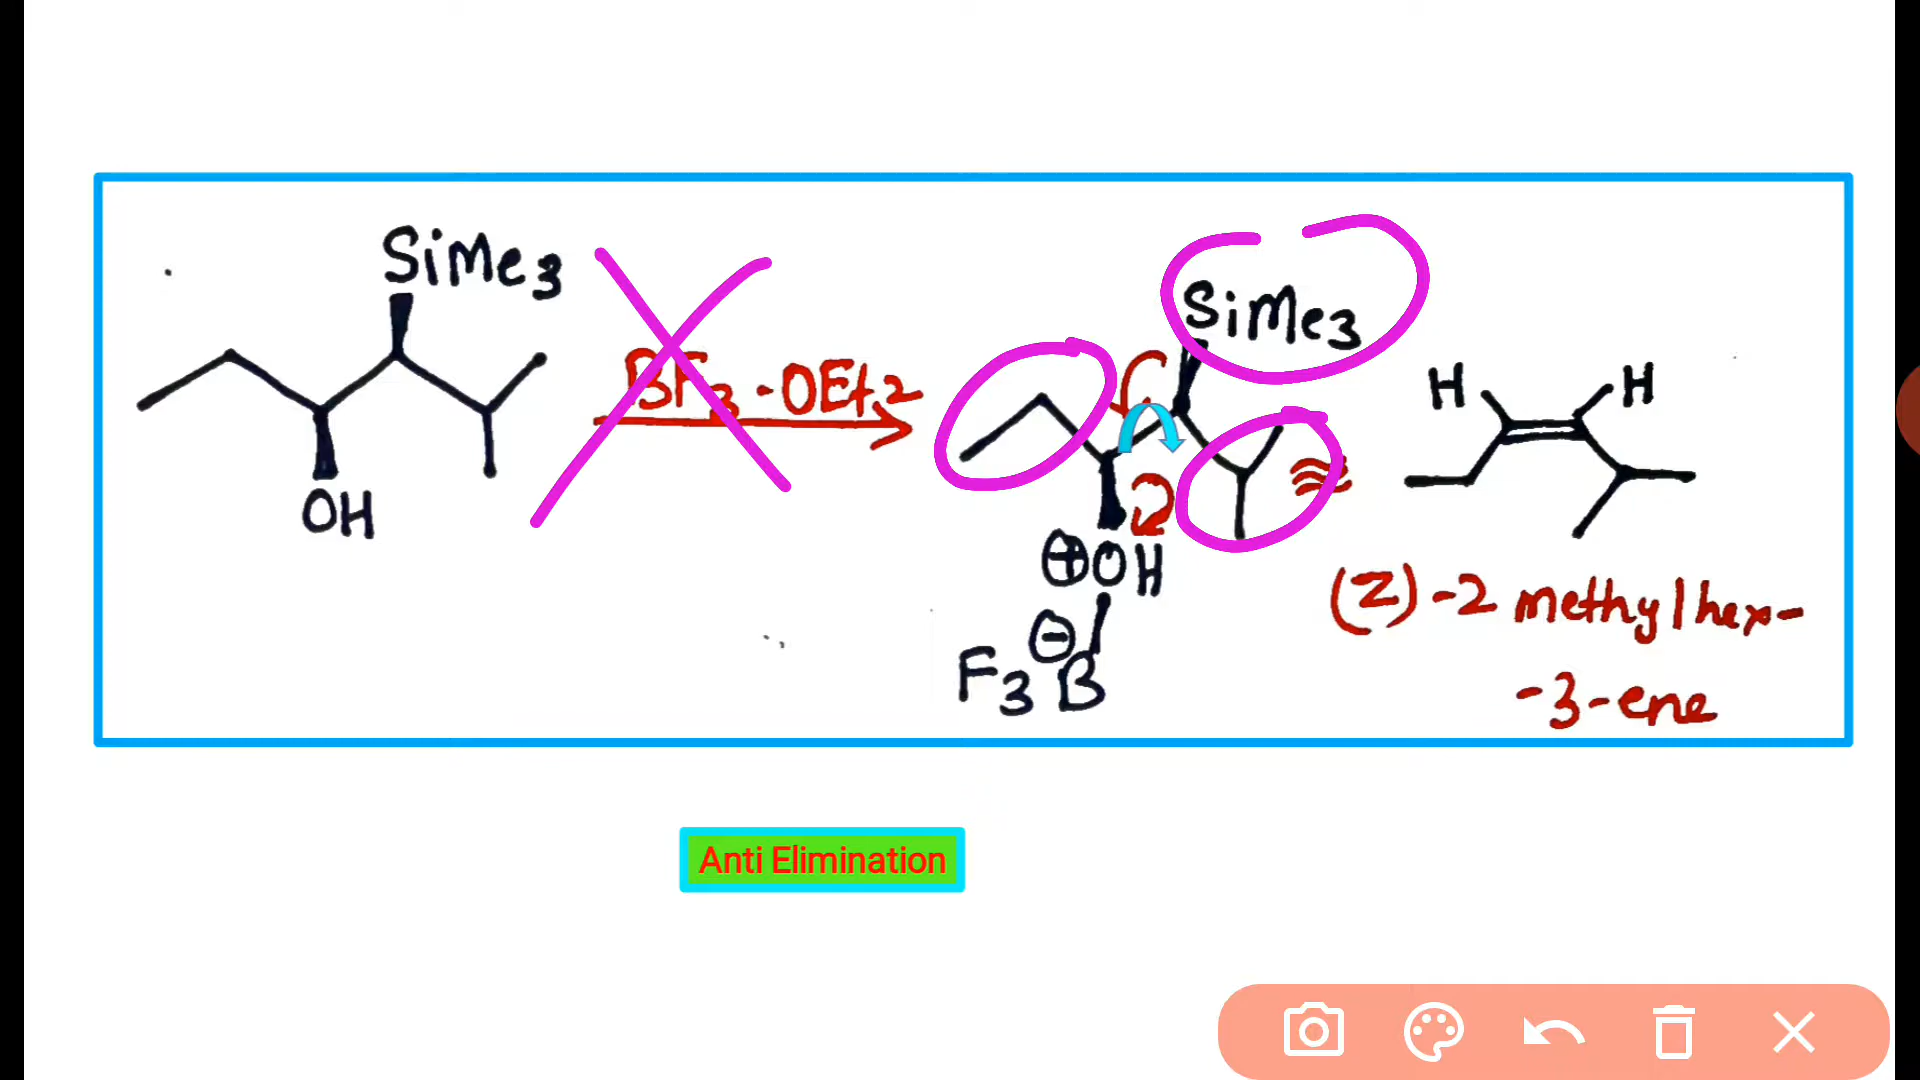 SiMe3
OH
BF3-OEt2
SiMe3
⊕OH
⊖
F3B
H H
(Z)-2 methylhex-
-3-ene
Anti Elimination